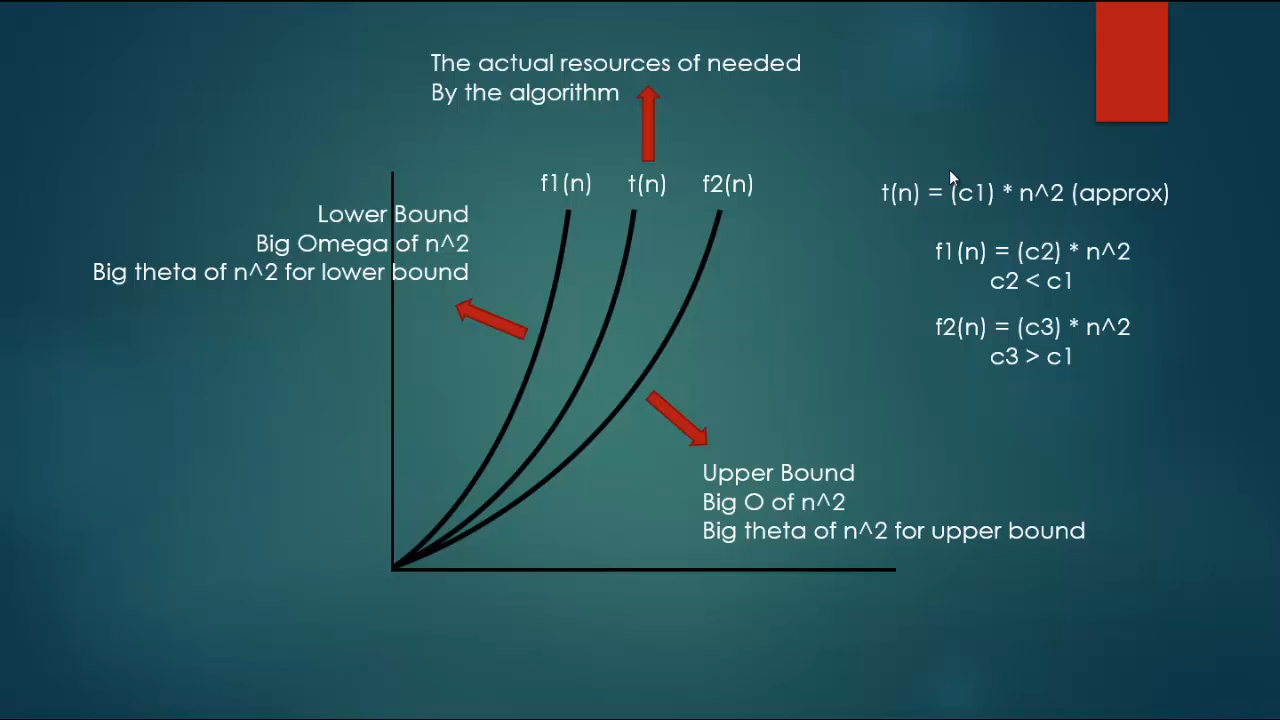 The actual resources of needed
By the algorithm
f1(n)
t(n)
f2(n)
Lower Bound
Big Omega of n^2
Big theta of n^2 for lower bound
t(n) = (c1) * n^2 (approx)
f1(n) = (c2) * n^2
c2 < c1
f2(n) = (c3) * n^2
c3 > c1
Upper Bound
Big O of n^2
Big theta of n^2 for upper bound